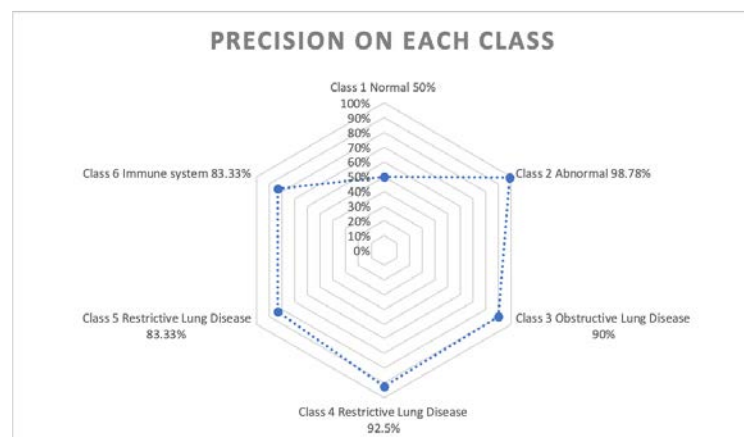 PRECISION ON EACH CLASS
Class 1 Normal 50%
100%
90%
80%
70%
60%
50%
40%
30%
20%
10%
0%
Class 2 Abnormal 98.78%
Class 3 Obstructive Lung Disease
90%
Class 4 Restrictive Lung Disease
92.5%
Class 5 Restrictive Lung Disease
83.33%
Class 6 Immune system 83.33%